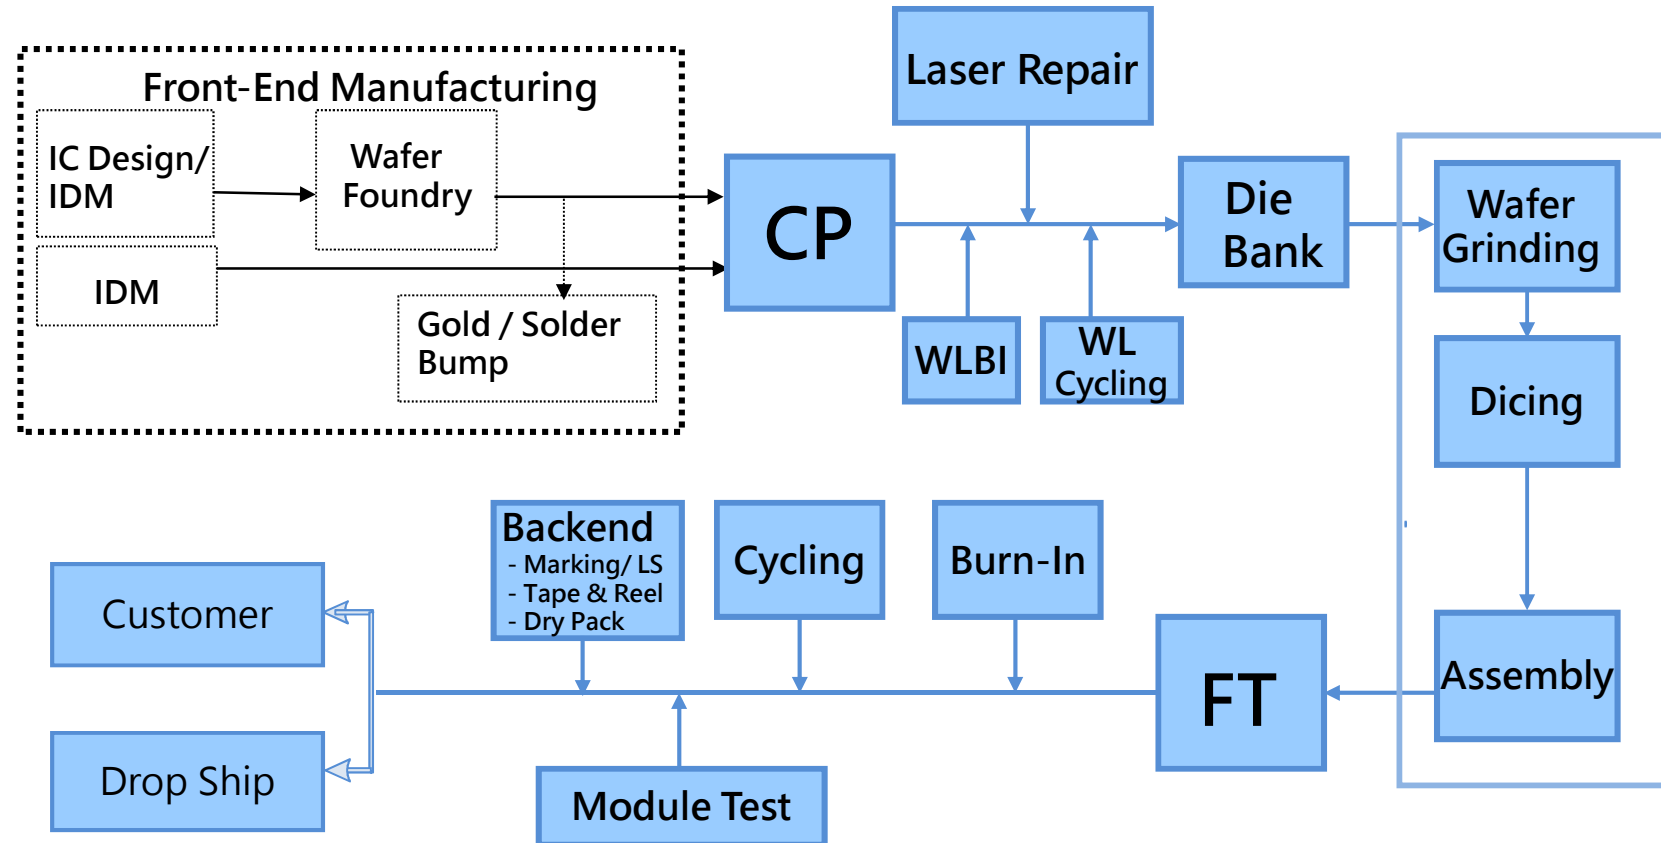 Front-End Manufacturing
IC Design/
IDM
Wafer
Foundry
IDM
Gold / Solder
Bump
CP
Laser Repair
WLBI
WL
Cycling
Die
Bank
Wafer
Grinding
Dicing
Assembly
FT
Burn-In
Cycling
Backend
- Marking/ LS
- Tape & Reel
- Dry Pack
Module Test
Customer
Drop Ship